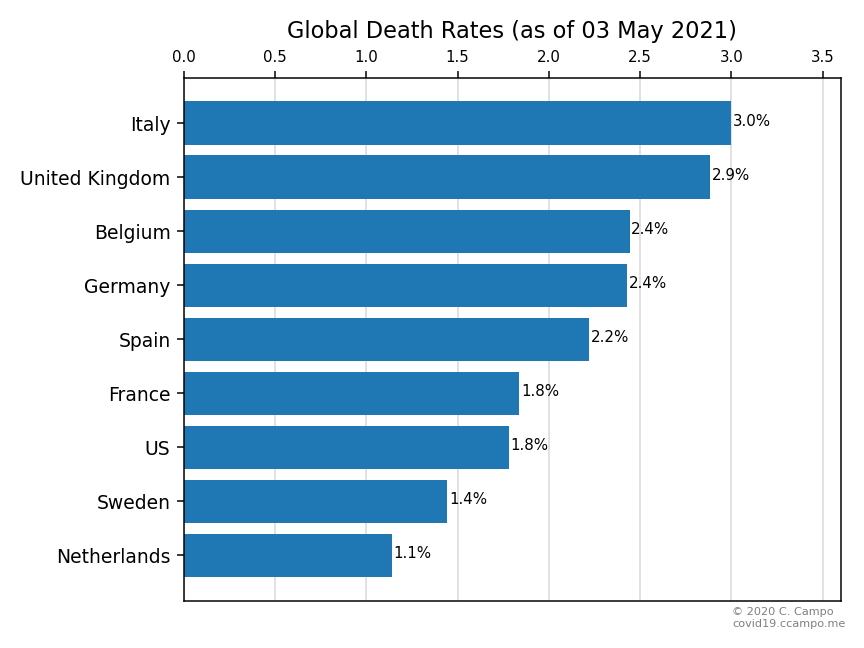 Global Death Rates (as of 03 May 2021)
0.0 0.5 1.0 1.5 2.0 2.5 3.0 3.5
Italy 3.0%
United Kingdom 2.9%
Belgium 2.4%
Germany 2.4%
Spain 2.2%
France 1.8%
US 1.8%
Sweden 1.4%
Netherlands 1.1%
© 2020 C. Campo
covid19.ccampo.me